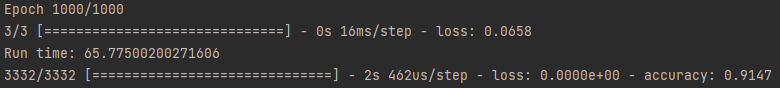 Epoch 1000/1000
3/3 [==============================] - 0s 16ms/step - loss: 0.0658
Run time: 65.77500200271606
3332/3332 [==============================] - 2s 462us/step - loss: 0.0000e+00 - accuracy: 0.9147